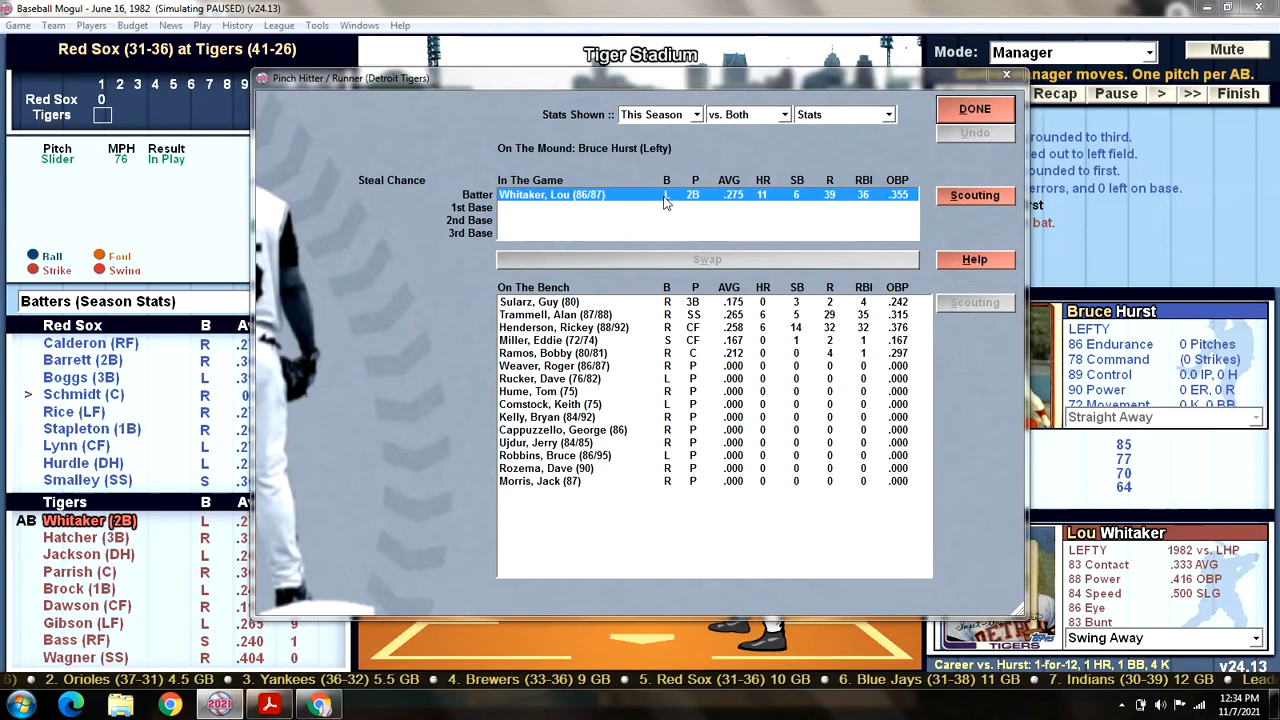 Baseball Mogul - June 16, 1982 (Simulating PAUSED) (v24.13)
Game Team Players Budget News Play History League Tools Windows Help
Red Sox (31-36) at Tigers (41-26)
1 2 3 4 5 6 7 8 9
Red Sox 0
Tigers
Pitch MPH Result
Slider 76 In Play
Ball Foul
Strike Swing
Batters (Season Stats)
Red Sox B
Calderon (RF) R
Barrett (2B) R
Boggs (3B) L
> Schmidt (C) R
Rice (LF) R
Stapleton (1B) R
Lynn (CF) L
Hurdle (DH) L
Smalley (SS) S
Tigers B
AB Whitaker (2B) L
Hatcher (3B) R
Jackson (DH) L
Parrish (C) R
Brock (1B) L
Dawson (CF) R
Gibson (LF) L .265 9
Bass (RF) S .240 1
Wagner (SS) R .404 0
Tiger Stadium
Pinch Hitter / Runner (Detroit Tigers)
Stats Shown :: This Season vs. Both Stats
DONE
Undo
On The Mound: Bruce Hurst (Lefty)
Steal Chance In The Game B P AVG HR SB R RBI OBP
Batter Whitaker, Lou (86/87) L 2B .275 11 6 39 36 .355
1st Base
2nd Base
3rd Base
Scouting
Swap
Help
On The Bench B P AVG HR SB R RBI OBP
Scouting
Sularz, Guy (80) R 3B .175 0 3 2 4 .242
Trammell, Alan (87/88) R SS .265 6 5 29 35 .315
Henderson, Rickey (88/92) R CF .258 6 14 32 32 .376
Miller, Eddie (72/74) S CF .167 0 1 2 1 .167
Ramos, Bobby (80/81) R C .212 0 0 4 1 .297
Weaver, Roger (86/87) R P .000 0 0 0 0 .000
Rucker, Dave (76/82) L P .000 0 0 0 0 .000
Hume, Tom (75) R P .000 0 0 0 0 .000
Comstock, Keith (75) L P .000 0 0 0 0 .000
Kelly, Bryan (84/92) R P .000 0 0 0 0 .000
Cappuzzello, George (86) R P .000 0 0 0 0 .000
Ujdur, Jerry (84/85) R P .000 0 0 0 0 .000
Robbins, Bruce (86/95) L P .000 0 0 0 0 .000
Rozema, Dave (90) R P .000 0 0 0 0 .000
Morris, Jack (87) R P .000 0 0 0 0 .000
Mode: Manager Mute
nager moves. One pitch per AB.
Recap Pause > >> Finish
rounded to third.
ed out to left field.
ounded to first.
errors, and 0 left on base.
rst
bat.
Bruce Hurst
LEFTY
86 Endurance 0 Pitches
78 Command (0 Strikes)
89 Control 0.0 IP, 0 H
90 Power 0 ER, 0 R
72 Movement 0 K, 0 BB
Straight Away
85
77
70
64
Lou Whitaker
LEFTY 1982 vs. LHP
83 Contact .333 AVG
88 Power .416 OBP
84 Speed .500 SLG
86 Eye
83 Bunt
Swing Away
TOPPS
TIGERS
Career vs. Hurst: 1-for-12, 1 HR, 1 BB, 4 K v24.13
6) 2. Orioles (37-31) 4.5 GB 3. Yankees (36-32) 5.5 GB 4. Brewers (33-36) 9 GB 5. Red Sox (31-36) 10 GB 6. Blue Jays (31-38) 11 GB 7. Indians (30-39) 12 GB Lea
2021
12:34 PM
11/7/2021